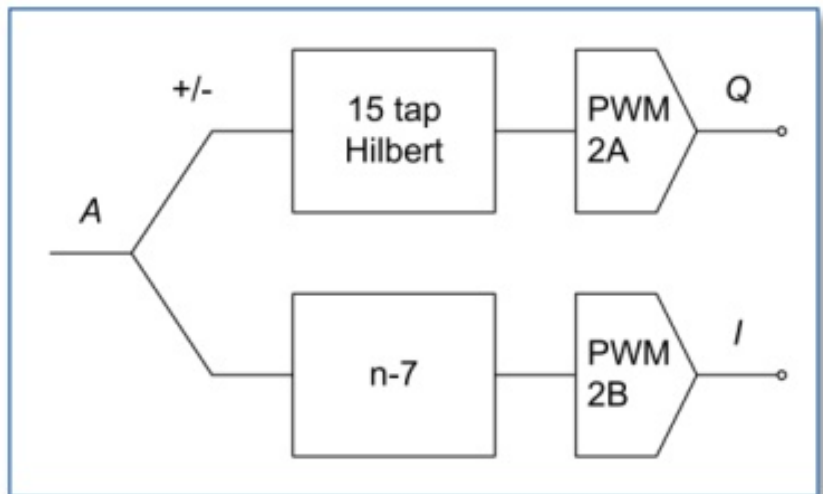 +/-
15 tap
Hilbert
PWM
2A
Q
A
n-7
PWM
2B
I